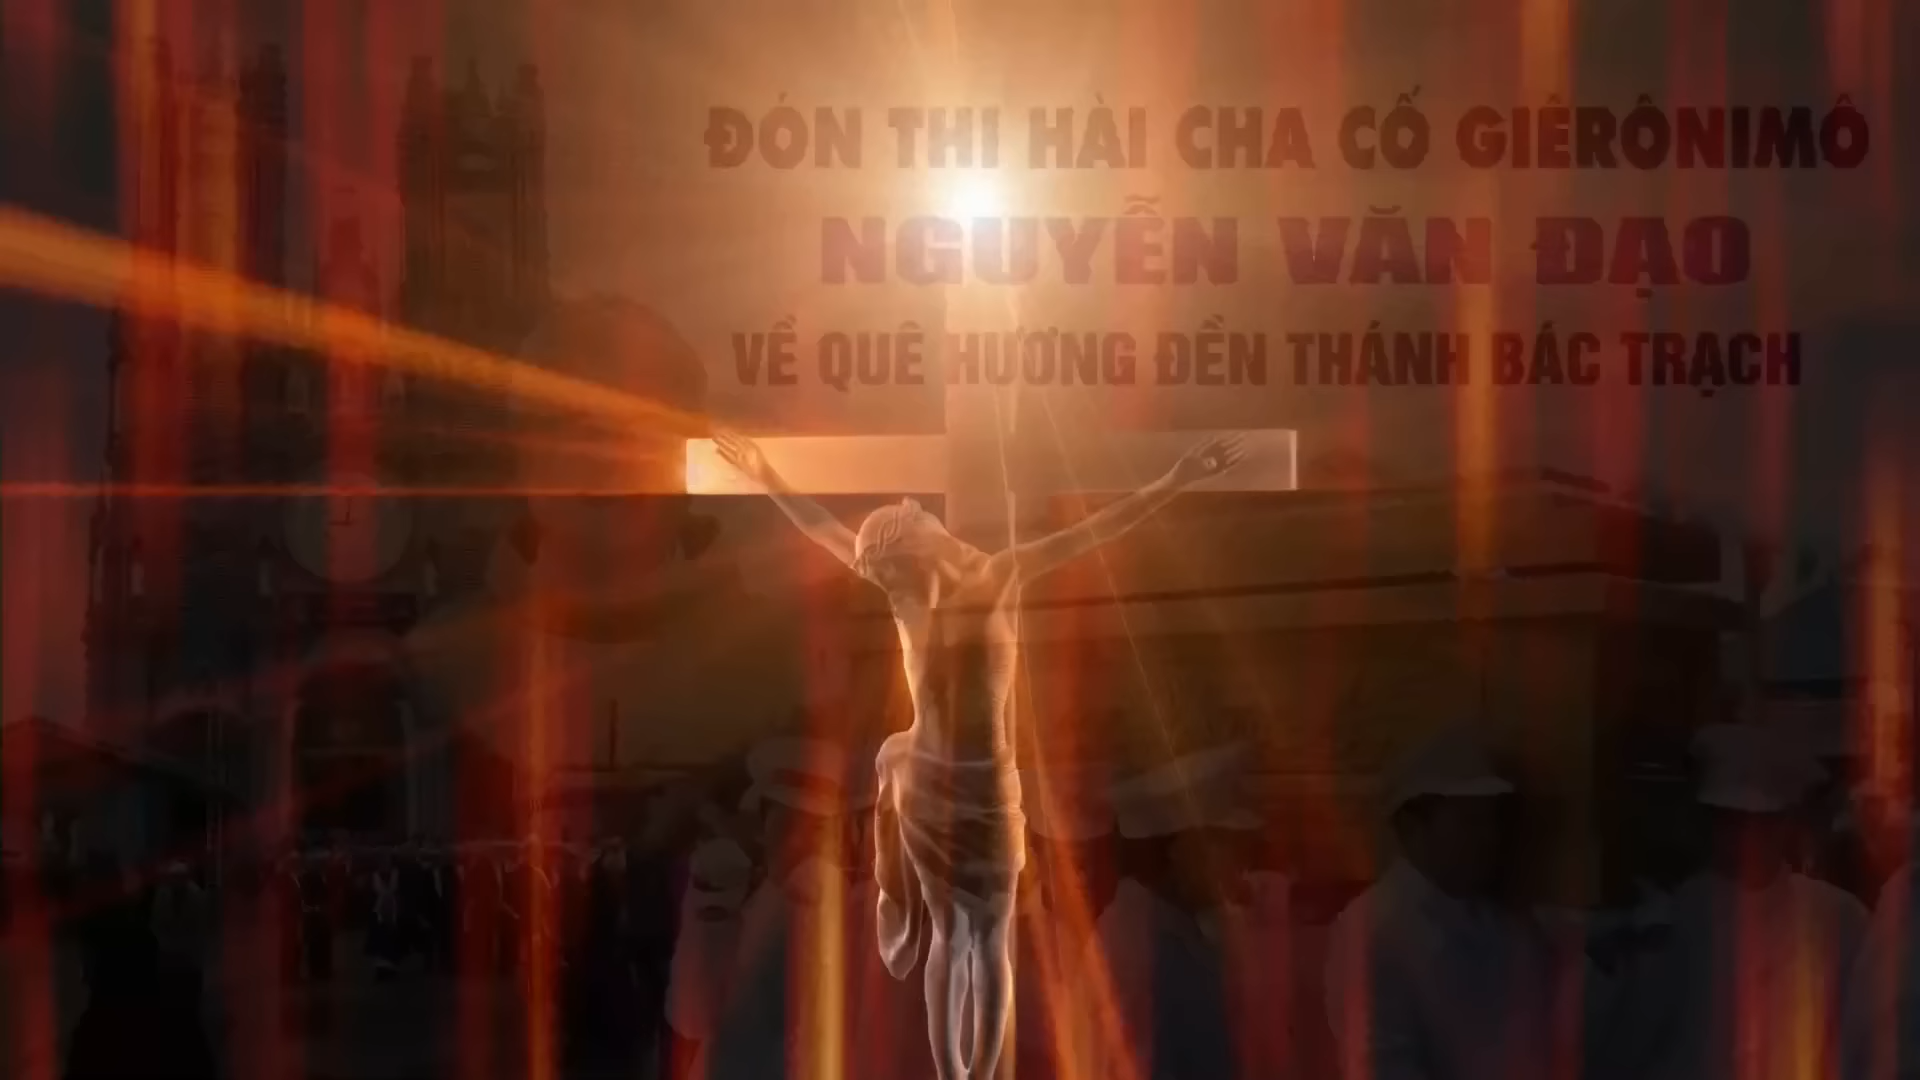 ĐÓN THI HÀI CHA CỐ GIÊRÔNIMÔ
NGUYỄN VĂN ĐẠO
VỀ QUÊ HƯƠNG ĐỀN THÁNH BÁC TRẠCH